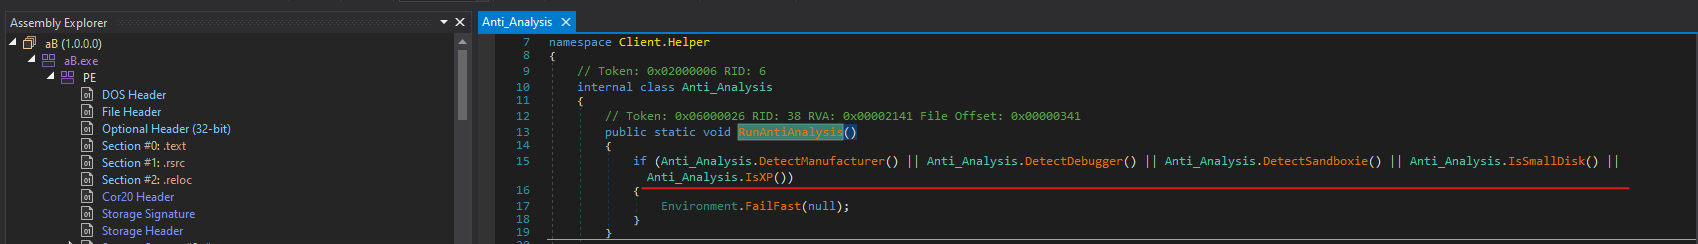 Assembly Explorer
aB (1.0.0.0)
aB.exe
PE
DOS Header
File Header
Optional Header (32-bit)
Section #0: .text
Section #1: .rsrc
Section #2: .reloc
Cor20 Header
Storage Signature
Storage Header
Anti_Analysis
7 namespace Client.Helper
8 {
9 // Token: 0x02000006 RID: 6
10 internal class Anti_Analysis
11 {
12 // Token: 0x06000026 RID: 38 RVA: 0x00002141 File Offset: 0x00000341
13 public static void RunAntiAnalysis()
14 {
15 if (Anti_Analysis.DetectManufacturer() || Anti_Analysis.DetectDebugger() || Anti_Analysis.DetectSandboxie() || Anti_Analysis.IsSmallDisk() ||
Anti_Analysis.IsXP())
16 {
17 Environment.FailFast(null);
18 }
19 }